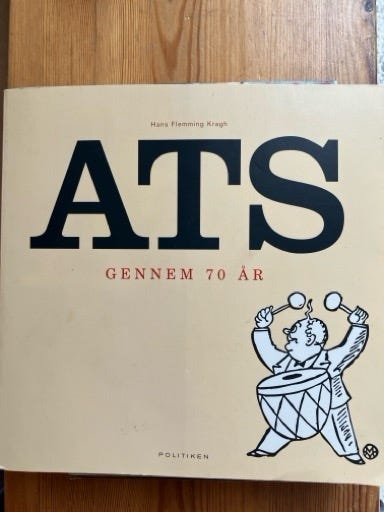 Hans Flemming Kragh
ATS
GENNEM 70 ÅR
POLITIKEN